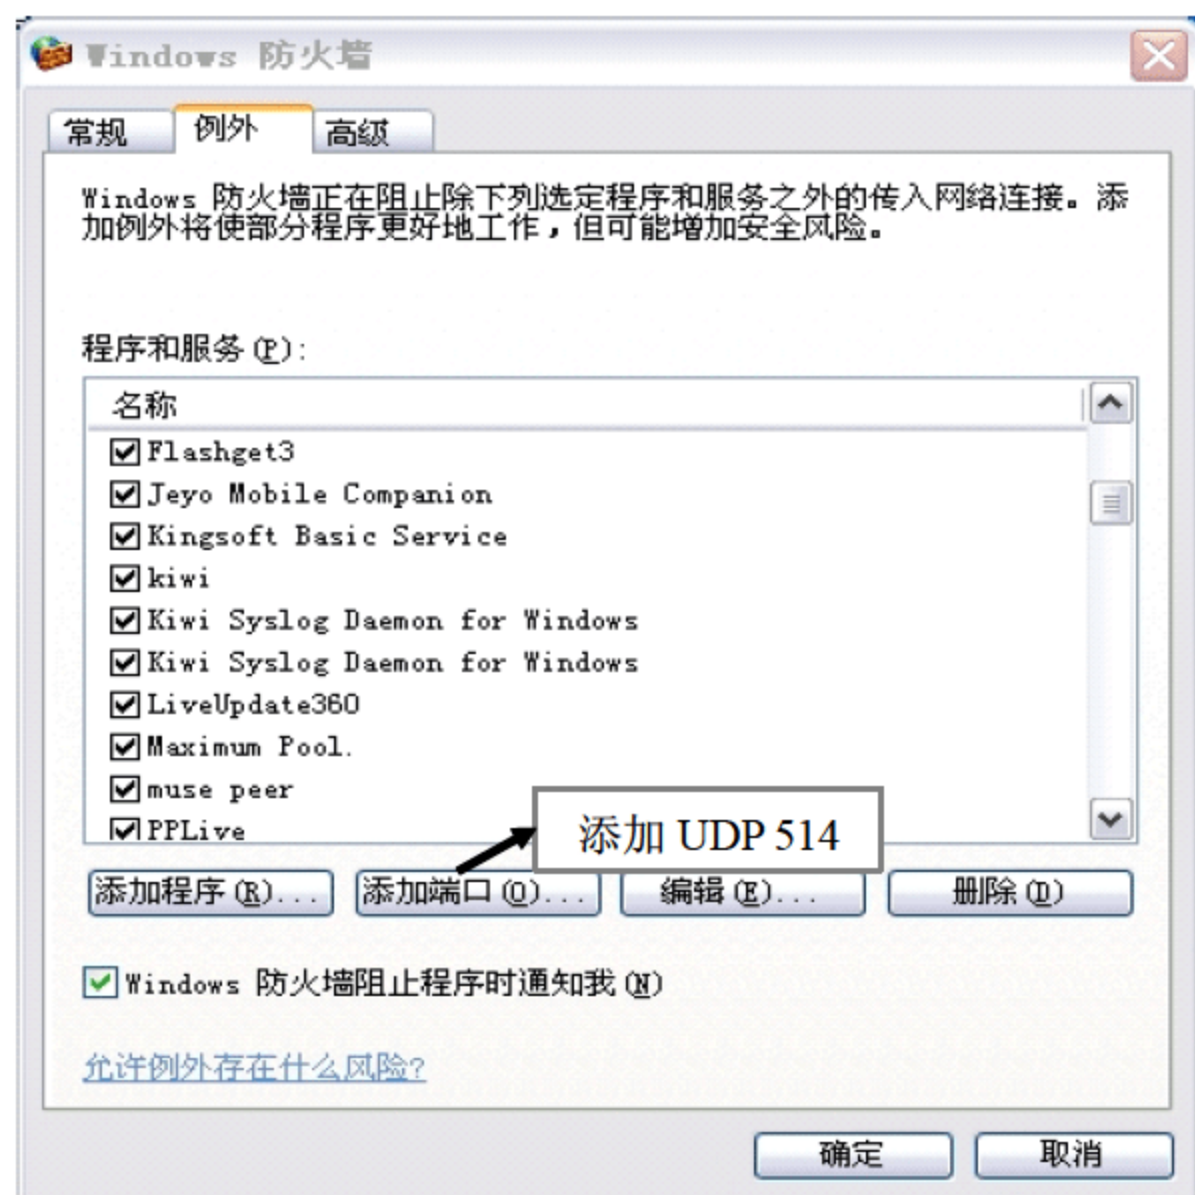 Windows 防火墙
常规 例外 高级
Windows 防火墙正在阻止除下列选定程序和服务之外的传入网络连接。添
加例外将使部分程序更好地工作，但可能增加安全风险。
程序和服务(P):
名称
Flashget3
Jeyo Mobile Companion
Kingsoft Basic Service
kiwi
Kiwi Syslog Daemon for Windows
Kiwi Syslog Daemon for Windows
LiveUpdate360
Maximum Pool.
muse peer
PPLive
添加 UDP 514
添加程序(R)... 添加端口(O)... 编辑(E)... 删除(D)
Windows 防火墙阻止程序时通知我(N)
允许例外存在什么风险?
确定 取消